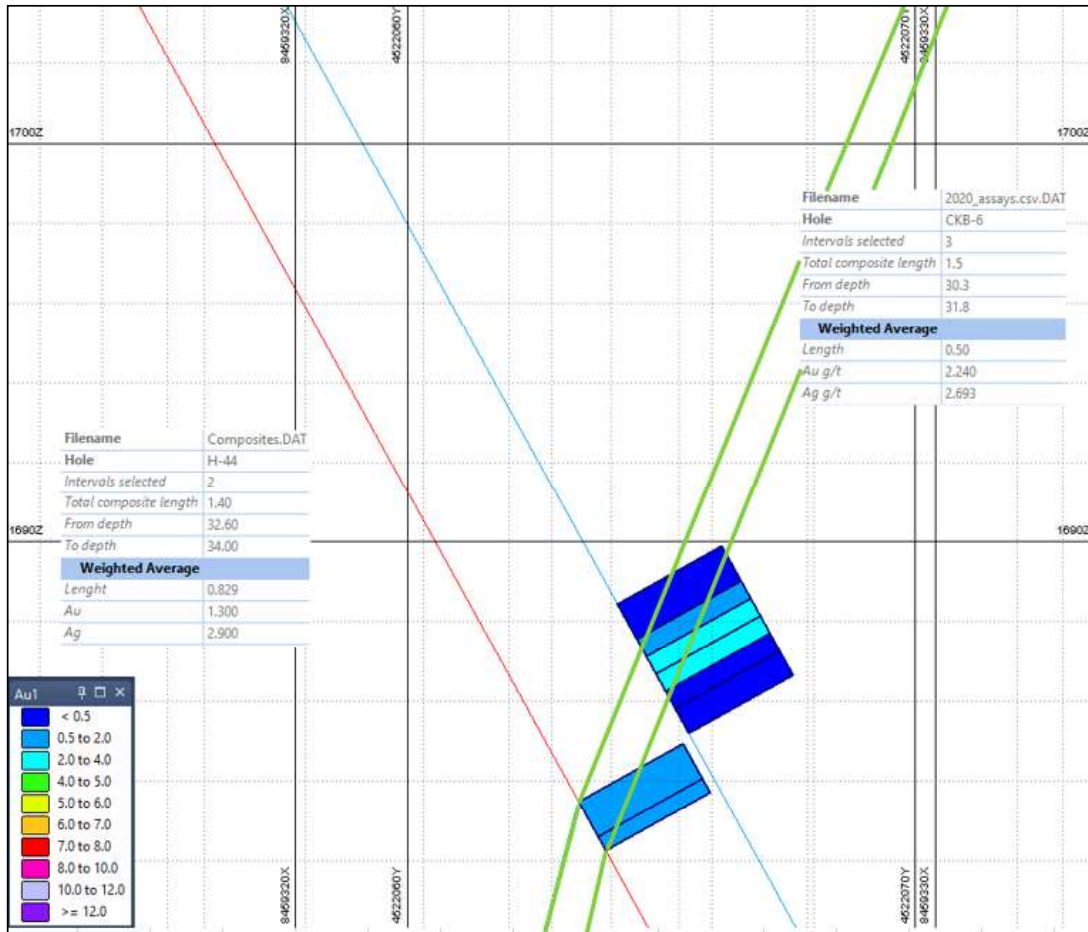 8469320X
4622060Y
4622070Y
8469330X
1700Z
1700Z
Filename 2020_assays.csv.DAT
Hole CKB-6
Intervals selected 3
Total composite length 1.5
From depth 30.3
To depth 31.8
Weighted Average
Length 0.50
Au g/t 2.240
Ag g/t 2.693
Filename Composites.DAT
Hole H-44
Intervals selected 2
Total composite length 1.40
From depth 32.60
To depth 34.00
Weighted Average
Lenght 0.829
Au 1.300
Ag 2.900
1690Z
1690Z
Au1
< 0.5
0.5 to 2.0
2.0 to 4.0
4.0 to 5.0
5.0 to 6.0
6.0 to 7.0
7.0 to 8.0
8.0 to 10.0
10.0 to 12.0
>= 12.0
8469320X
4622060Y
4622070Y
8469330X